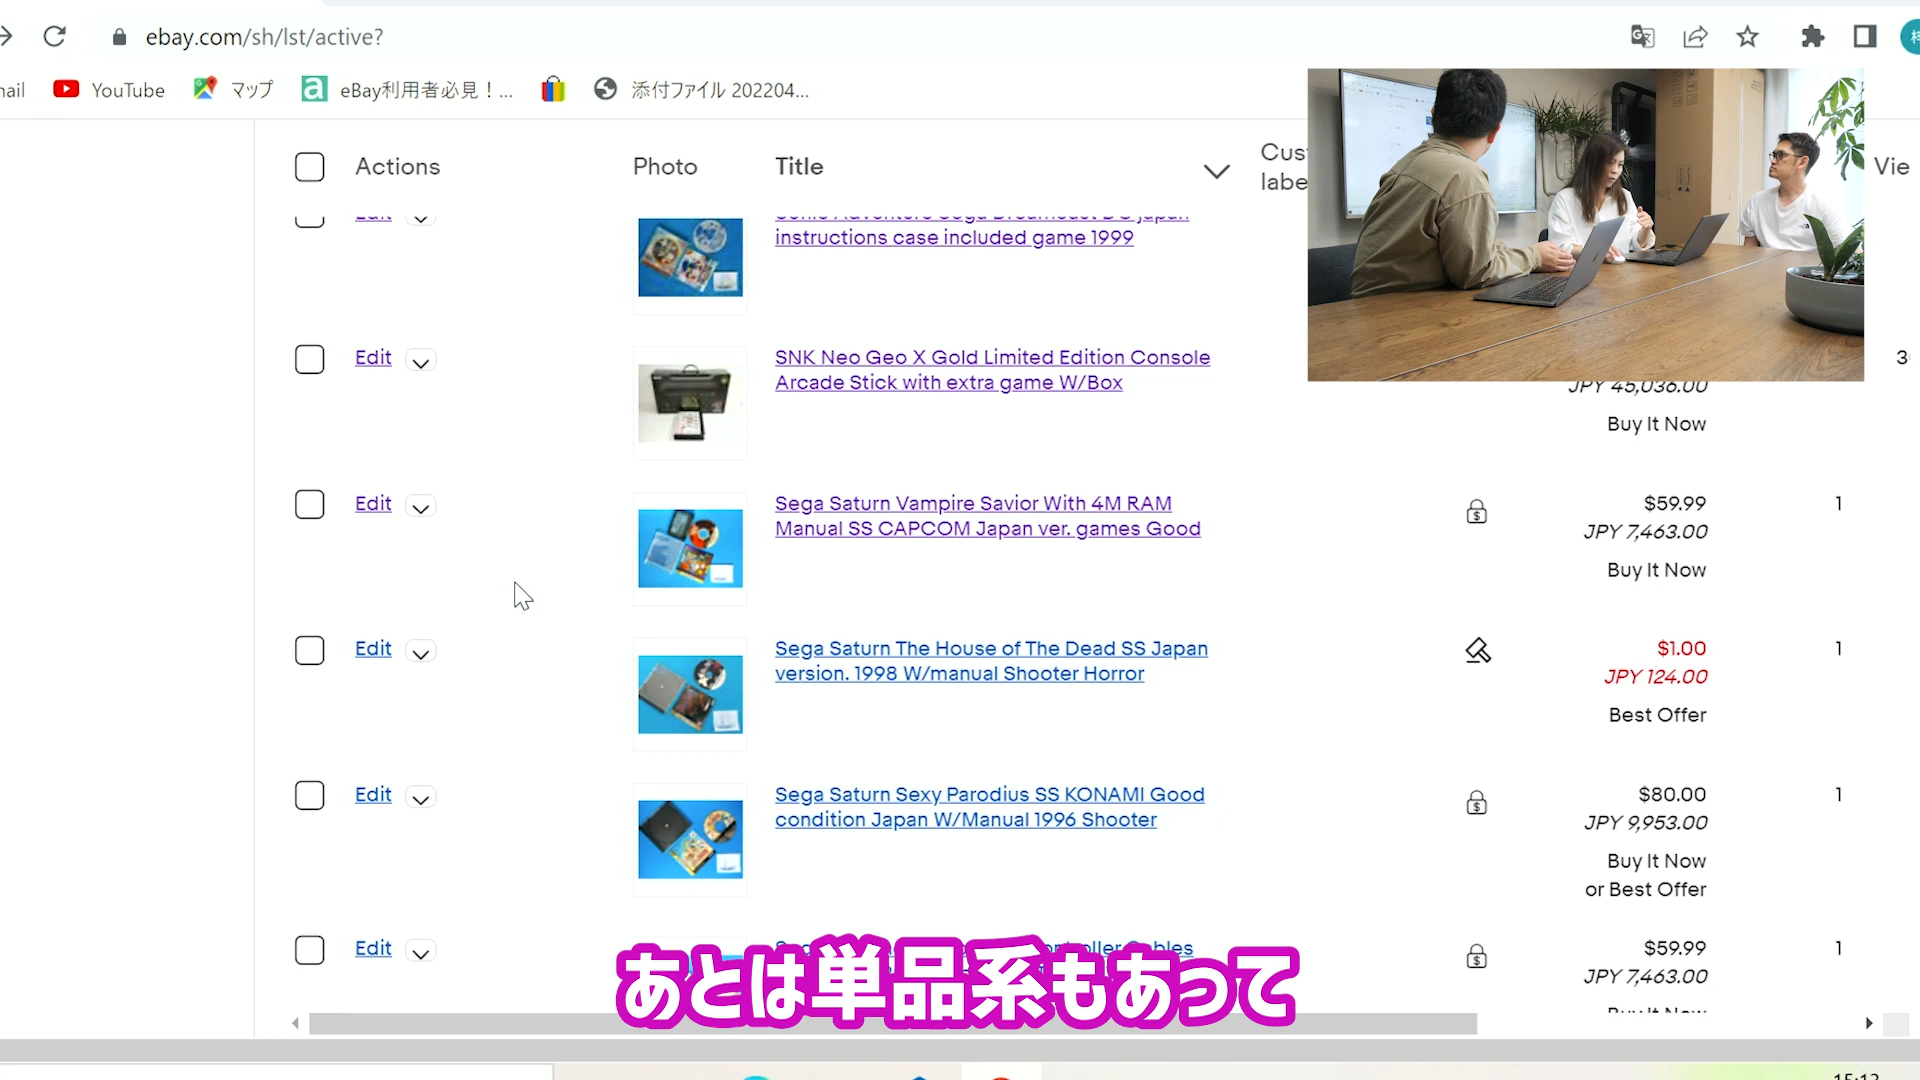 ebay.com/sh/lst/active?
YouTube
マップ
eBay利用者必見！...
添付ファイル 202204...
Actions
Photo
Title
instructions case included game 1999
Edit
SNK Neo Geo X Gold Limited Edition Console
Arcade Stick with extra game W/Box
JPY 45,036.00
Buy It Now
Edit
Sega Saturn Vampire Savior With 4M RAM
Manual SS CAPCOM Japan ver. games Good
$59.99
1
JPY 7,463.00
Buy It Now
Edit
Sega Saturn The House of The Dead SS Japan
version. 1998 W/manual Shooter Horror
$1.00
1
JPY 124.00
Best Offer
Edit
Sega Saturn Sexy Parodius SS KONAMI Good
condition Japan W/Manual 1996 Shooter
$80.00
1
JPY 9,953.00
Buy It Now
or Best Offer
Edit
$59.99
1
JPY 7,463.00
あとは単品系もあって